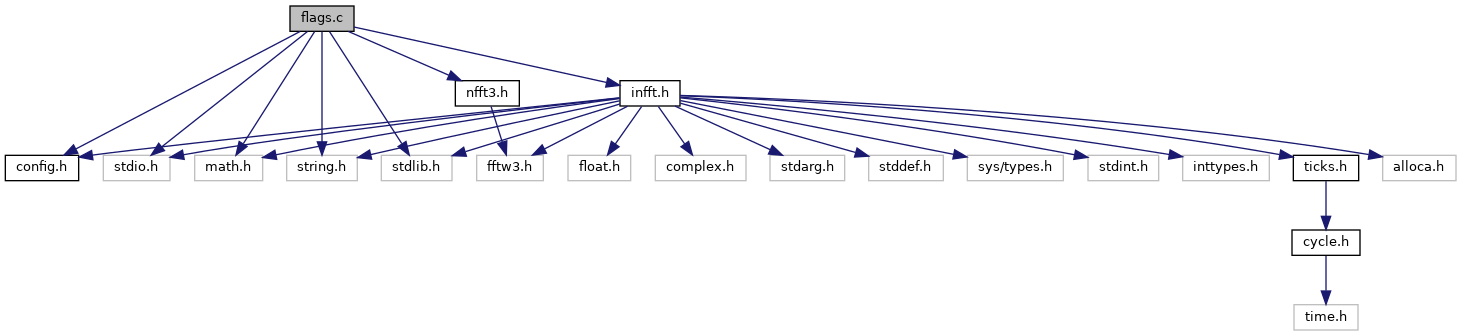 flags.c
nfft3.h
infft.h
config.h
stdio.h
math.h
string.h
stdlib.h
fftw3.h
float.h
complex.h
stdarg.h
stddef.h
sys/types.h
stdint.h
inttypes.h
ticks.h
alloca.h
cycle.h
time.h